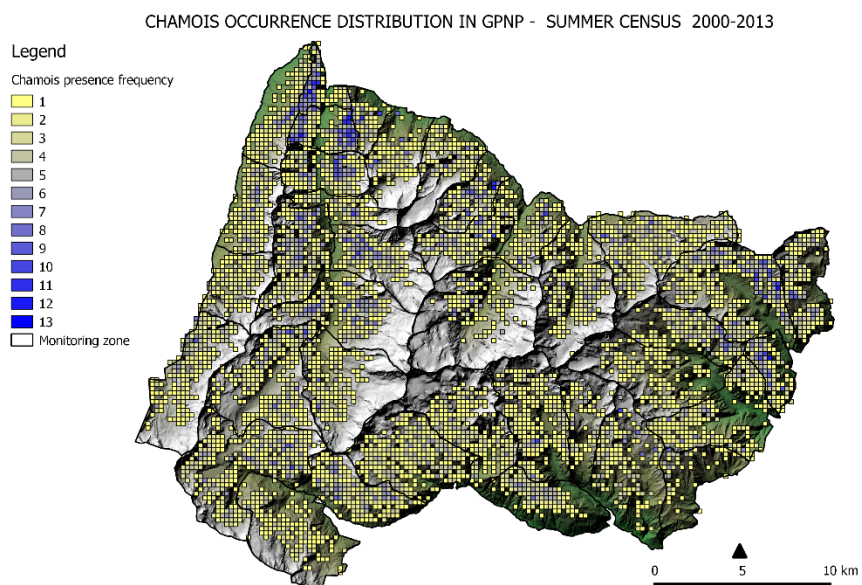 CHAMOIS OCCURRENCE DISTRIBUTION IN GPNP - SUMMER CENSUS 2000-2013
Legend
Chamois presence frequency
1
2
3
4
5
6
7
8
9
10
11
12
13
Monitoring zone
0 5 10 km